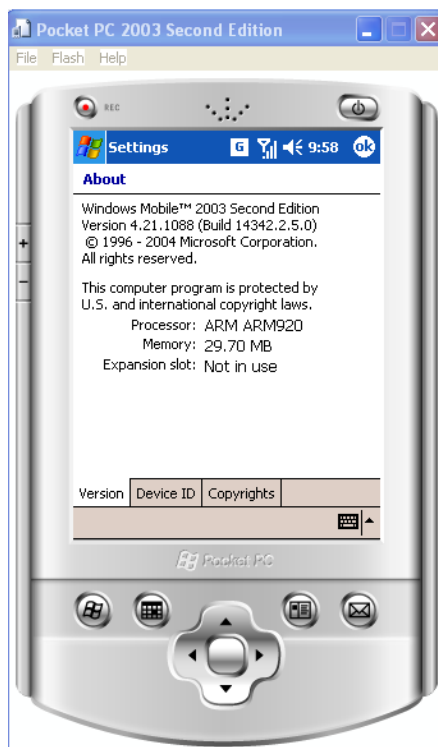 Pocket PC 2003 Second Edition
File Flash Help
REC
Settings G 9:58 ok
About
Windows Mobile™ 2003 Second Edition
Version 4.21.1088 (Build 14342.2.5.0)
© 1996 - 2004 Microsoft Corporation.
All rights reserved.
This computer program is protected by
U.S. and international copyright laws.
Processor: ARM ARM920
Memory: 29.70 MB
Expansion slot: Not in use
Version Device ID Copyrights
Pocket PC